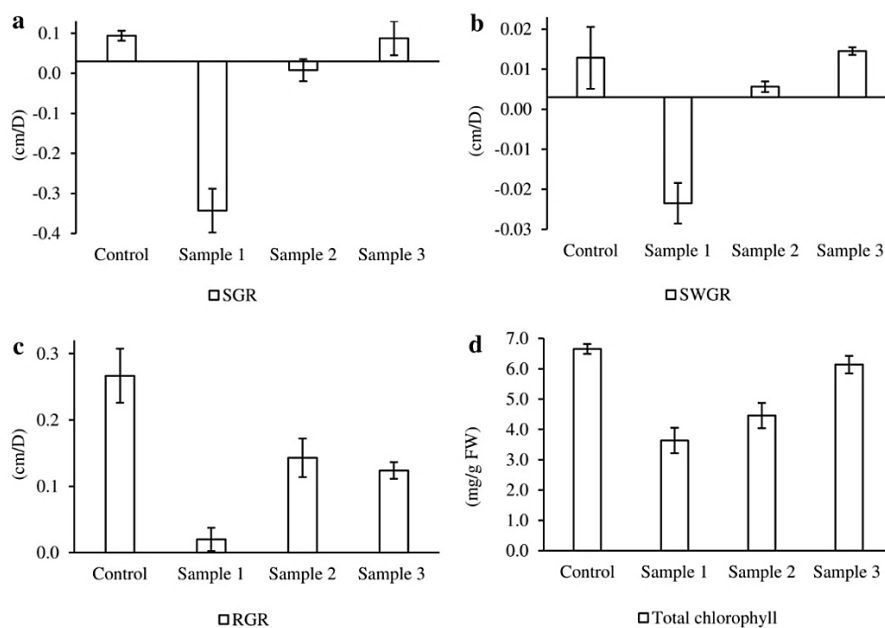 a
0.1
0.0
-0.1
-0.2
-0.3
-0.4
(cm/D)
Control Sample 1 Sample 2 Sample 3
SGR
b
0.02
0.01
0.00
-0.01
-0.02
-0.03
(cm/D)
Control Sample 1 Sample 2 Sample 3
SWGR
c
0.3
0.2
0.1
0.0
(cm/D)
Control Sample 1 Sample 2 Sample 3
RGR
d
7.0
6.0
5.0
4.0
3.0
2.0
1.0
0.0
(mg/g FW)
Control Sample 1 Sample 2 Sample 3
Total chlorophyll